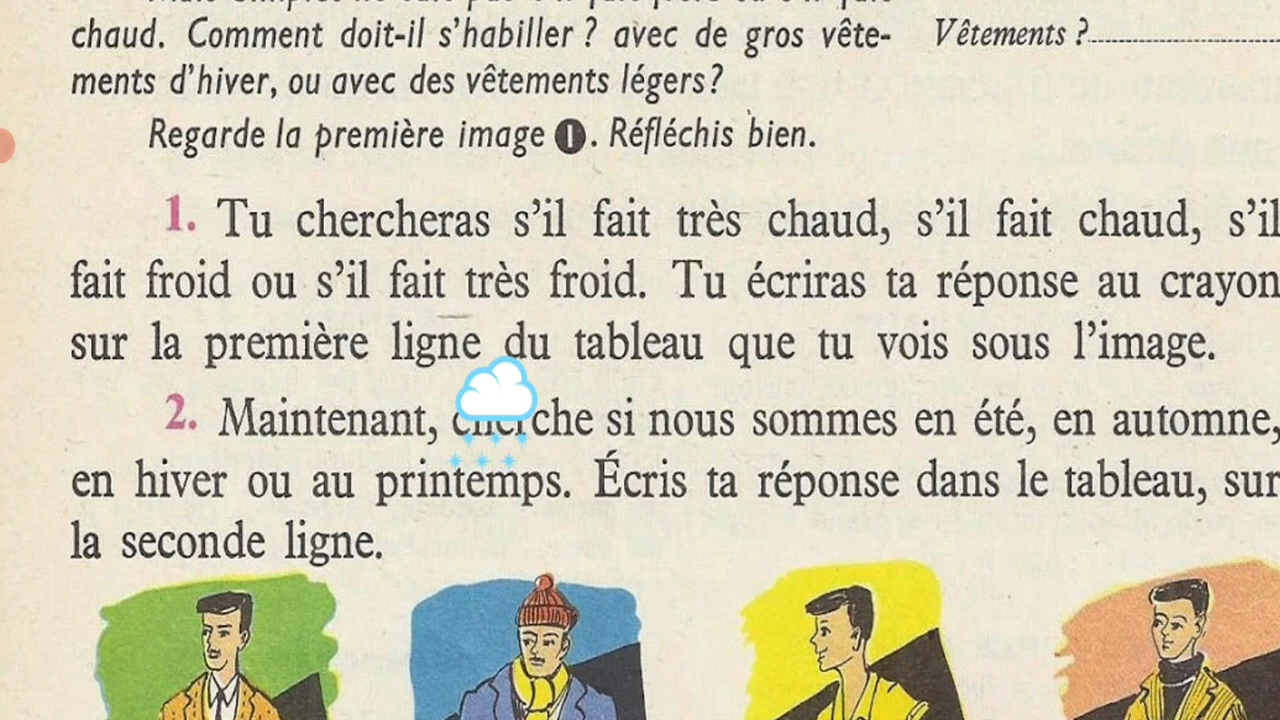 chaud. Comment doit-il s'habiller ? avec de gros vête-
ments d'hiver, ou avec des vêtements légers ?
Vêtements ?
Regarde la première image 1. Réfléchis bien.
1. Tu chercheras s'il fait très chaud, s'il fait chaud, s'il
fait froid ou s'il fait très froid. Tu écriras ta réponse au crayon
sur la première ligne du tableau que tu vois sous l'image.
2. Maintenant, cherche si nous sommes en été, en automne,
en hiver ou au printemps. Écris ta réponse dans le tableau, sur
la seconde ligne.